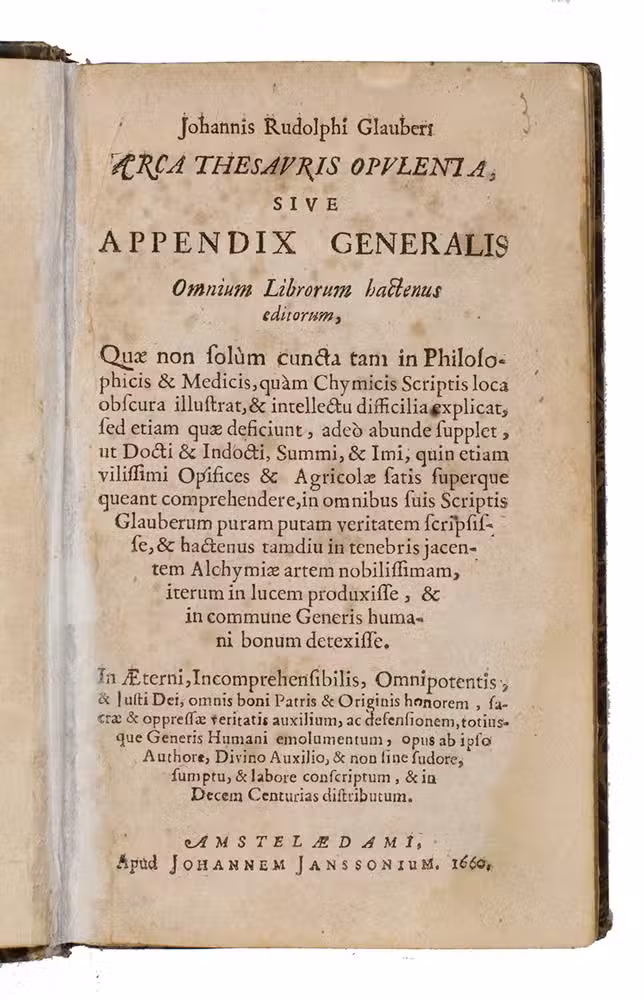 Johannis Rudolphi Glauberi
ARCA THESAVRIS OPVLENTA,
SIVE
APPENDIX GENERALIS
Omnium Librorum hactenus
editorum,
Quæ non ſolùm cuncta tam in Philoſo-
phicis & Medicis, quàm Chymicis Scriptis loca
obſcura illuſtrat, & intellectu difficilia explicat,
ſed etiam quæ deficiunt, adeò abunde ſupplet,
ut Docti & Indocti, Summi, & Imi, quin etiam
viliſſimi Opifices & Agricolæ ſatis ſuperque
queant comprehendere, in omnibus ſuis Scriptis
Glauberum puram putam veritatem ſcripſiſ-
ſe, & hactenus tamdiu in tenebris jacen-
tem Alchymiæ artem nobiliſſimam,
iterum in lucem produxiſſe, &
in commune Generis huma-
ni bonum detexiſſe.
In Æterni, Incomprehenſibilis, Omnipotentis,
& Juſti Dei, omnis boni Patris & Originis honorem, ſa-
cræ & oppreſſæ veritatis auxilium, ac defenſionem, totius-
que Generis Humani emolumentum, opus ab ipſo
Authore, Divino Auxilio, & non ſine ſudore,
ſumptu, & labore conſcriptum, & in
Decem Centurias diſtributum.
AMSTELÆDAMI,
Apud JOHANNEM JANSSONIUM. 1660.